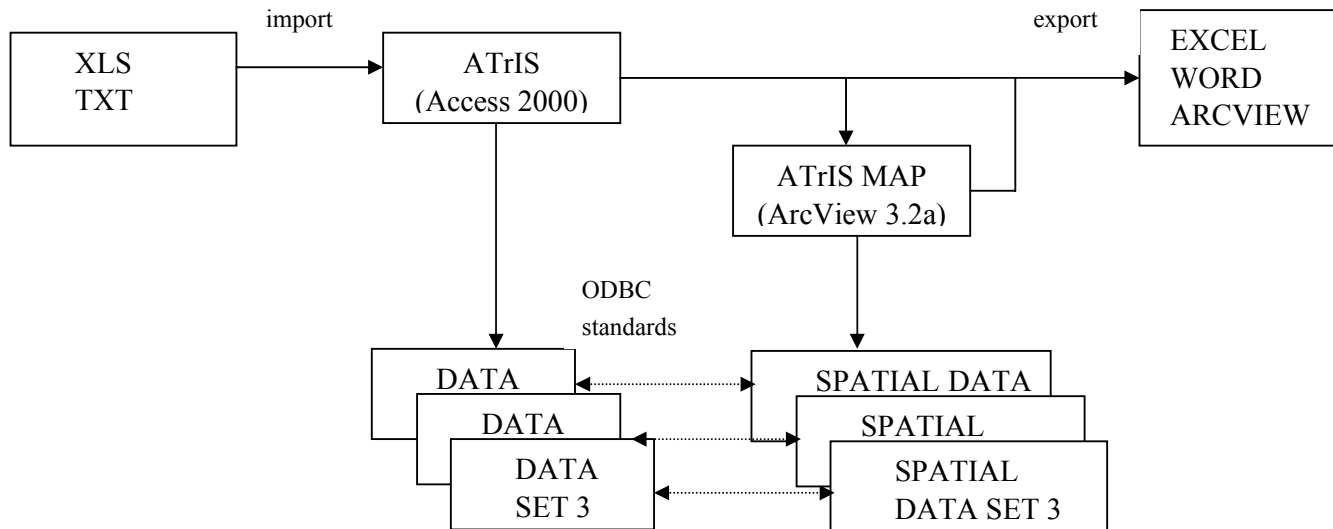 import
export
XLS
TXT
ATrIS
(Access 2000)
EXCEL
WORD
ARCVIEW
ATrIS MAP
(ArcView 3.2a)
ODBC
standards
DATA
SPATIAL DATA
DATA
SPATIAL
DATA
SET 3
SPATIAL
DATA SET 3